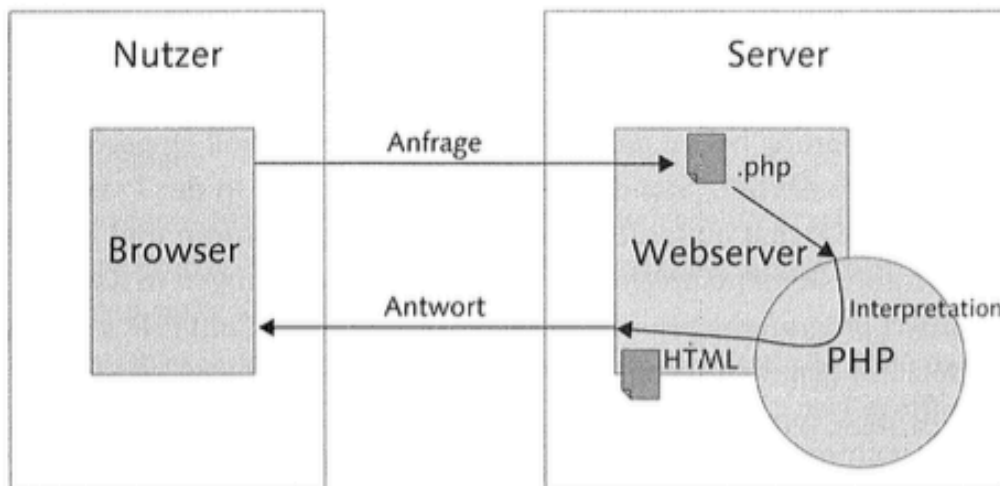 Nutzer
Server
Anfrage
.php
Browser
Webserver
Antwort
Interpretation
HTML
PHP